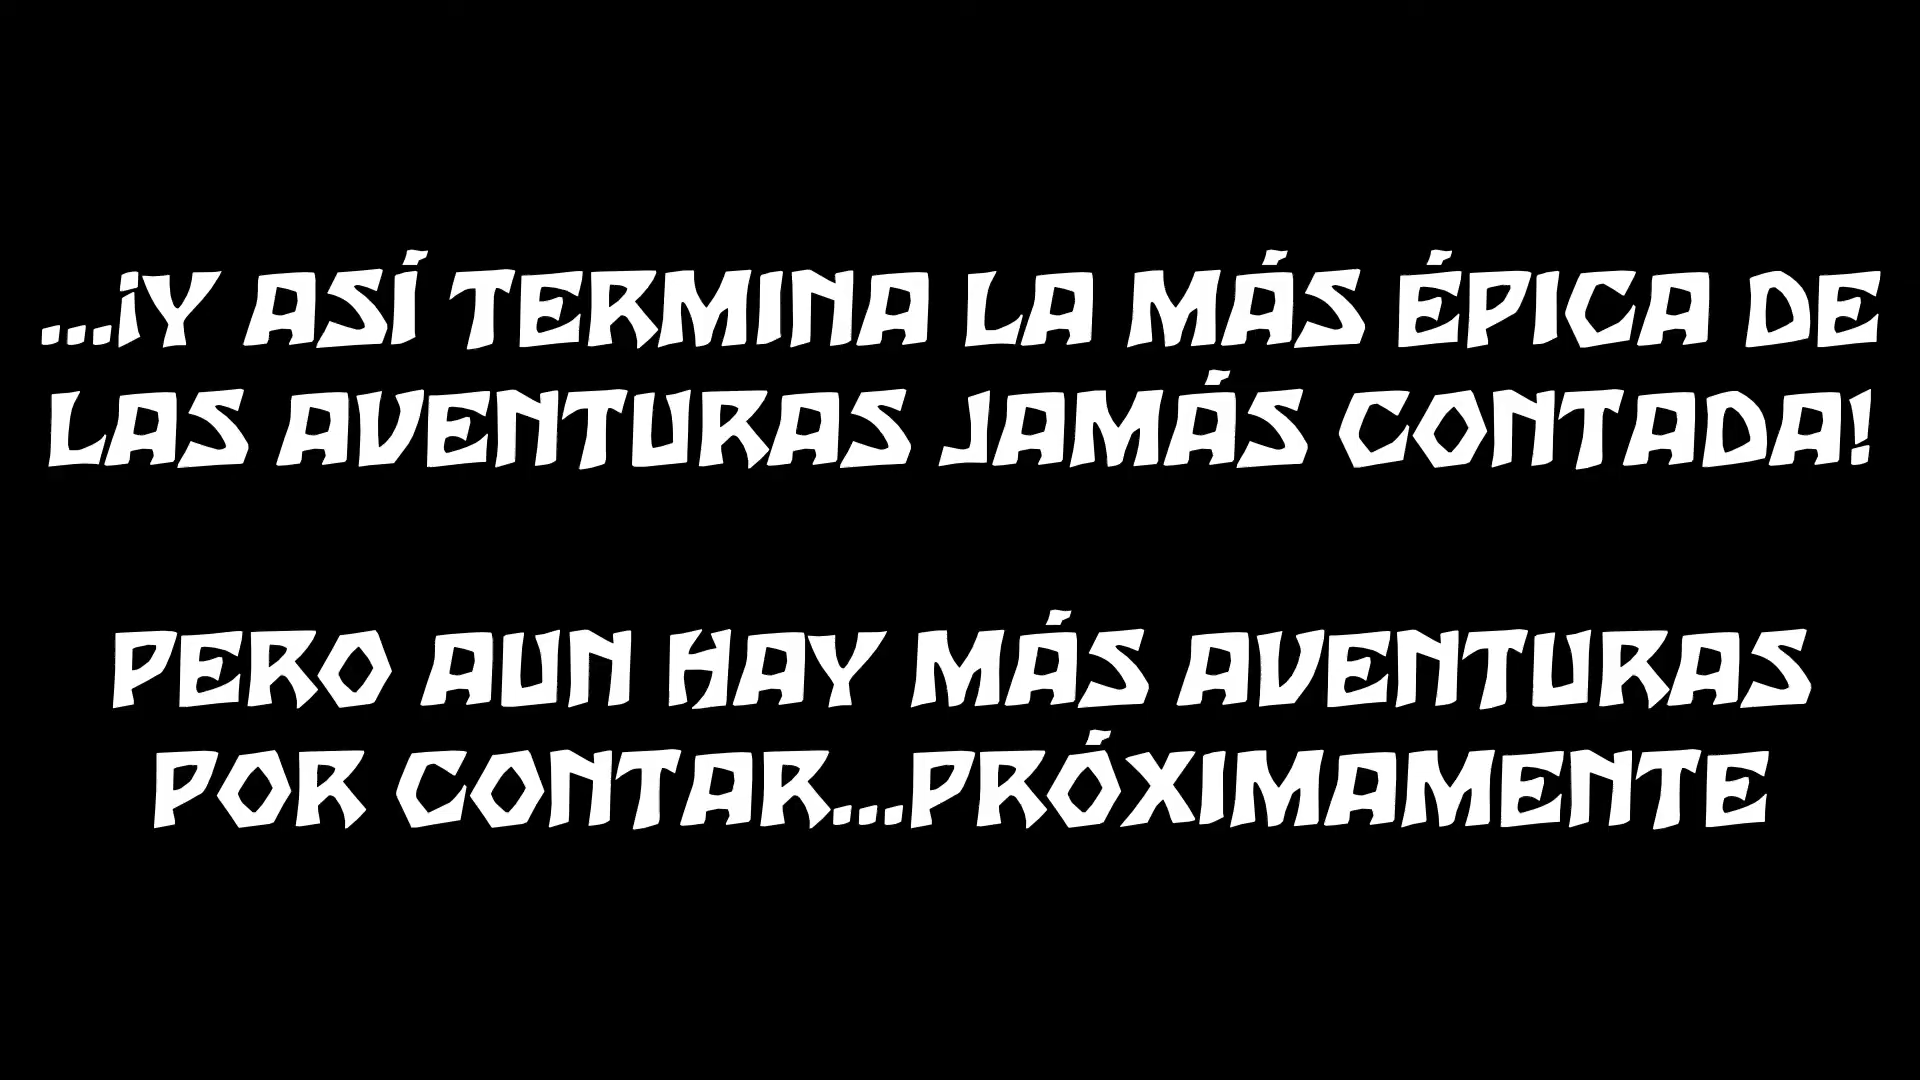 ...¡Y ASÍ TERMINA LA MÁS ÉPICA DE
LAS AVENTURAS JAMÁS CONTADA!
PERO AUN HAY MÁS AVENTURAS
POR CONTAR...PRÓXIMAMENTE